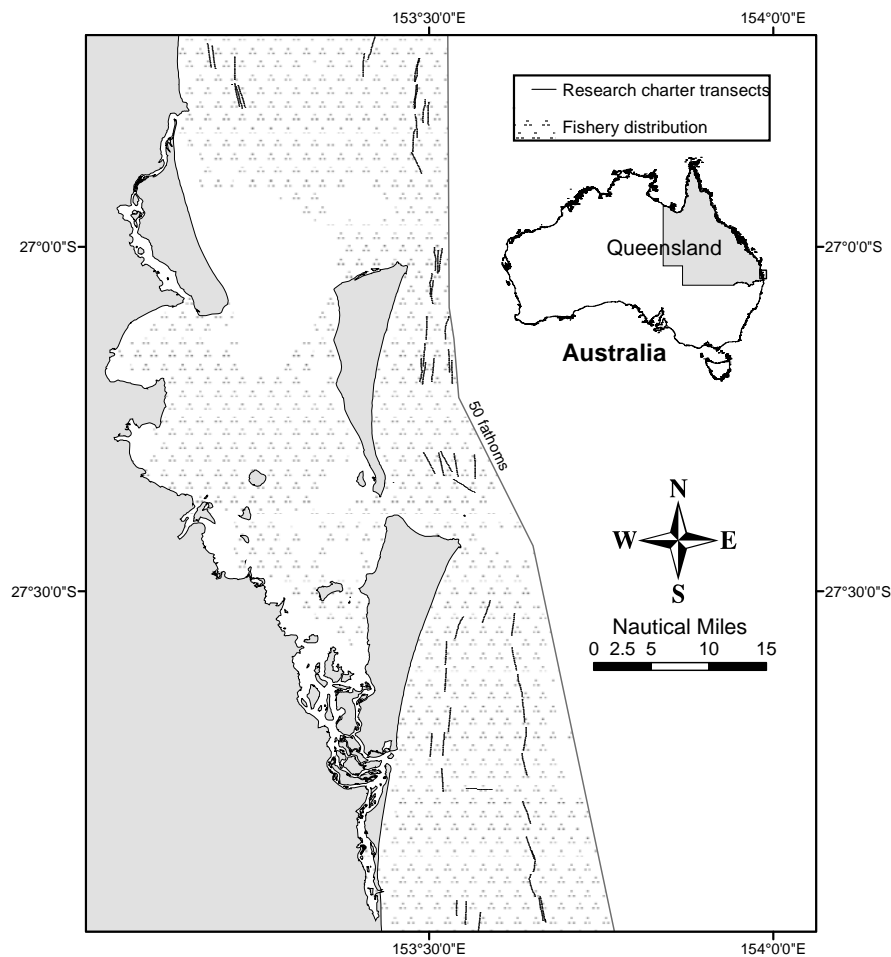 153°30'0"E
154°0'0"E
Research charter transects
Fishery distribution
27°0'0"S
27°0'0"S
Queensland
Australia
50 fathoms
N
W
E
S
27°30'0"S
27°30'0"S
Nautical Miles
0 2.5 5 10 15
153°30'0"E
154°0'0"E